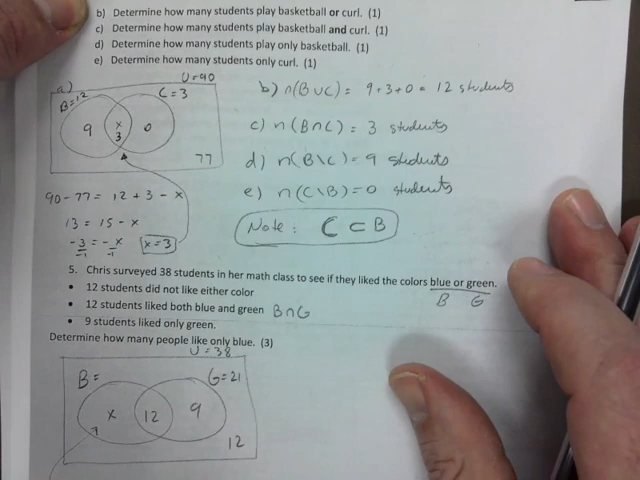 b) Determine how many students play basketball or curl. (1)
c) Determine how many students play basketball and curl. (1)
d) Determine how many students play only basketball. (1)
e) Determine how many students only curl. (1)
a)
U=90
B=12
C=3
9
x
3
0
77
b) n(B∪C) = 9+3+0 = 12 students
c) n(B∩C) = 3 students
d) n(B\C) = 9 students
e) n(C\B) = 0 students
Note: C ⊂ B
90-77 = 12+3-x
13 = 15-x
-3 = -x
-1 -1
x=3
5. Chris surveyed 38 students in her math class to see if they liked the colors blue or green.
B G
• 12 students did not like either color
• 12 students liked both blue and green B∩G
• 9 students liked only green.
Determine how many people like only blue. (3)
U=38
B=
G=21
x 12 9
12